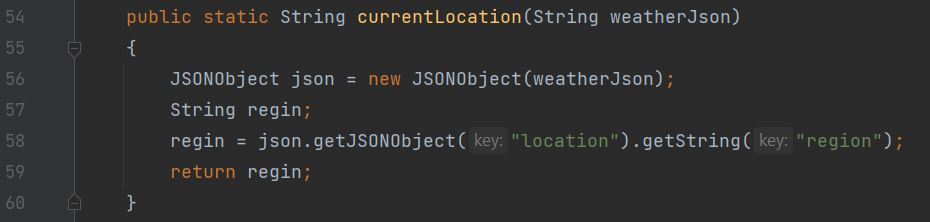 54 public static String currentLocation(String weatherJson)
55 {
56 JSONObject json = new JSONObject(weatherJson);
57 String regin;
58 regin = json.getJSONObject( key: "location").getString( key: "region");
59 return regin;
60 }